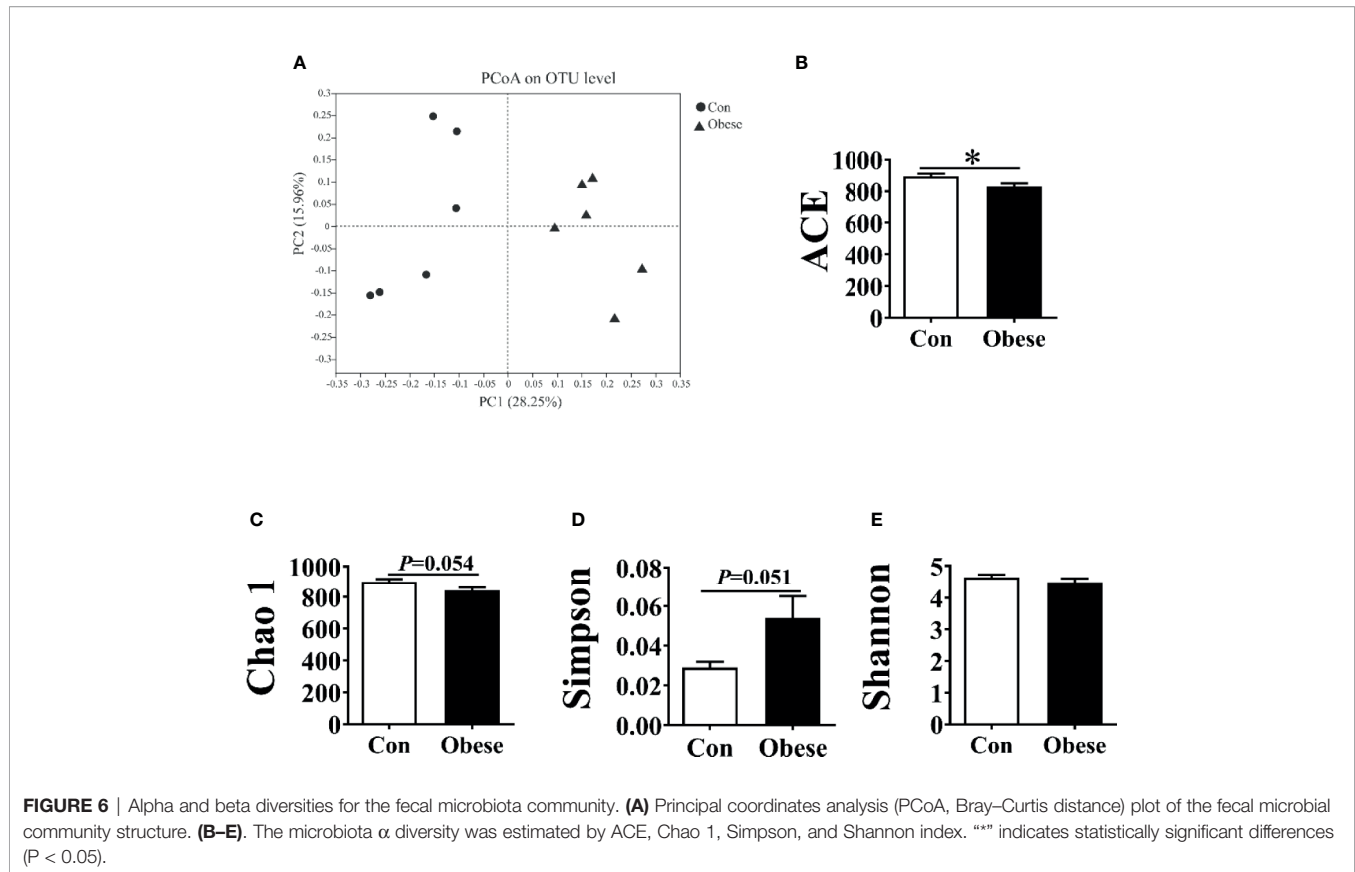 A
PCoA on OTU level
0.3
0.25
0.2
0.15
0.1
0.05
0
-0.05
-0.1
-0.15
-0.2
-0.25
-0.3
PC2 (15.96%)
-0.35 -0.3 -0.25 -0.2 -0.15 -0.1 -0.05 0 0.05 0.1 0.15 0.2 0.25 0.3 0.35
PC1 (28.25%)
Con
Obese
B
ACE
1000
800
600
400
200
0
*
Con Obese
C
Chao 1
1000
800
600
400
200
0
P=0.054
Con Obese
D
Simpson
0.08
0.06
0.04
0.02
0.00
P=0.051
Con Obese
E
Shannon
5
4
3
2
1
0
Con Obese
FIGURE 6 | Alpha and beta diversities for the fecal microbiota community. (A) Principal coordinates analysis (PCoA, Bray–Curtis distance) plot of the fecal microbial
community structure. (B–E). The microbiota α diversity was estimated by ACE, Chao 1, Simpson, and Shannon index. “*” indicates statistically significant differences
(P < 0.05).